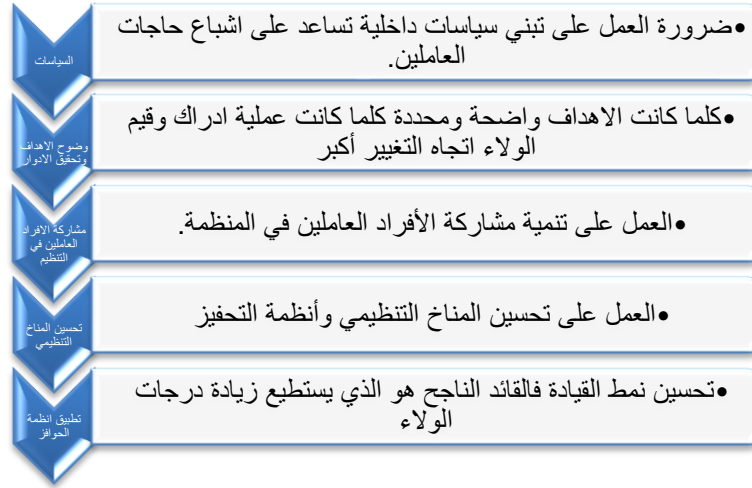 السياسات
•ضرورة العمل على تبني سياسات داخلية تساعد على اشباع حاجات
العاملين.
وضوح الاهداف
وتحقيق الادوار
•كلما كانت الاهداف واضحة ومحددة كلما كانت عملية ادراك وقيم
الولاء اتجاه التغيير أكبر
مشاركة الافراد
العاملين في
التنظيم
•العمل على تنمية مشاركة الأفراد العاملين في المنظمة.
تحسين المناخ
التنظيمي
•العمل على تحسين المناخ التنظيمي وأنظمة التحفيز
تطبيق انظمة
الحوافز
•تحسين نمط القيادة فالقائد الناجح هو الذي يستطيع زيادة درجات
الولاء